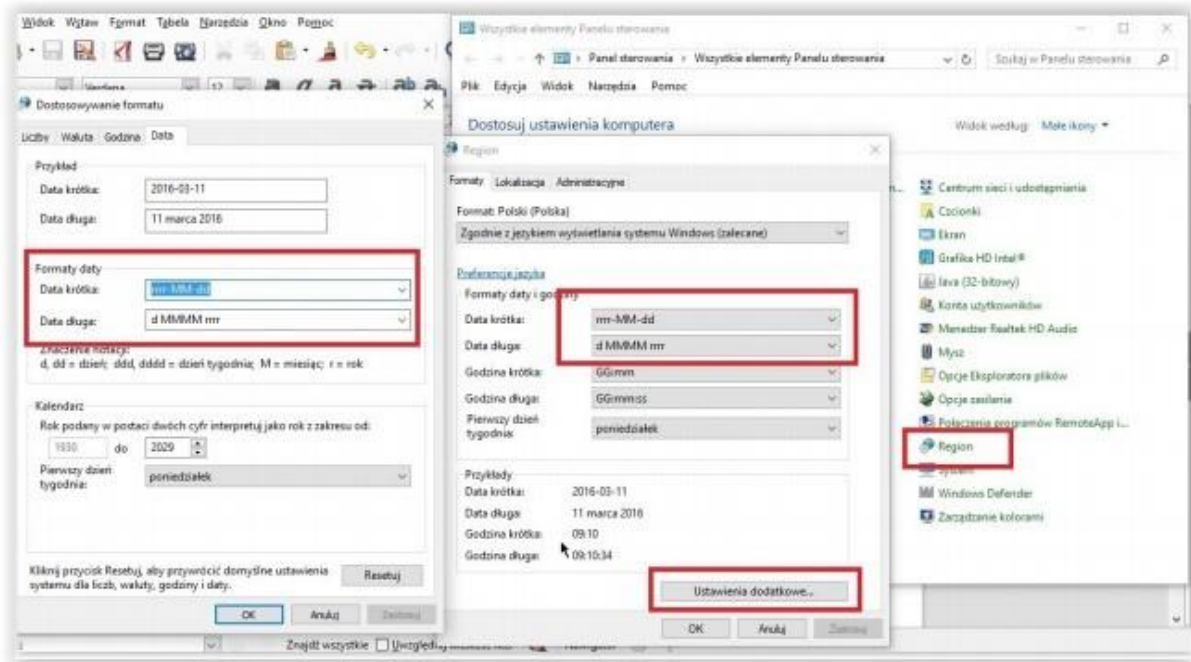 Widok Wstaw Format Tabela Narzędzia Okno Pomoc
Verdana 12
Dostosowywanie formatu
Liczby Waluta Godzina Data
Przykład
Data krótka: 2016-03-11
Data długa: 11 marca 2016
Formaty daty
Data krótka: rrrr-MM-dd
Data długa: d MMMM rrrr
Znaczenie notacji:
d, dd = dzień; ddd, dddd = dzień tygodnia; M = miesiąc; r = rok
Kalendarz
Rok podany w postaci dwóch cyfr interpretuj jako rok z zakresu od:
1930 do 2029
Pierwszy dzień
tygodnia: poniedziałek
Kliknij przycisk Resetuj, aby przywrócić domyślne ustawienia
systemu dla liczb, waluty, godziny i daty.
Resetuj
OK Anuluj Zastosuj
Znajdź wszystkie
Wszystkie elementy Panelu sterowania
Panel sterowania Wszystkie elementy Panelu sterowania
Szukaj w Panelu sterowania
Plik Edycja Widok Narzędzia Pomoc
Dostosuj ustawienia komputera
Widok według: Małe ikony
Region
Formaty Lokalizacja Administracyjne
Format: Polski (Polska)
Zgodnie z językiem wyświetlania systemu Windows (zalecane)
Preferencje języka
Formaty daty i godziny
Data krótka: rrrr-MM-dd
Data długa: d MMMM rrrr
Godzina krótka: GG:mm
Godzina długa: GG:mm:ss
Pierwszy dzień
tygodnia: poniedziałek
Przykłady
Data krótka: 2016-03-11
Data długa: 11 marca 2016
Godzina krótka: 09:10
Godzina długa: 09:10:34
Ustawienia dodatkowe...
OK Anuluj Zastosuj
Centrum sieci i udostępniania
Czcionki
Ekran
Grafika HD Intel®
Java (32-bitowy)
Konta użytkowników
Menedżer Realtek HD Audio
Mysz
Opcje Eksploratora plików
Opcje zasilania
Połączenia programów RemoteApp i...
Region
System
Windows Defender
Zarządzanie kolorami